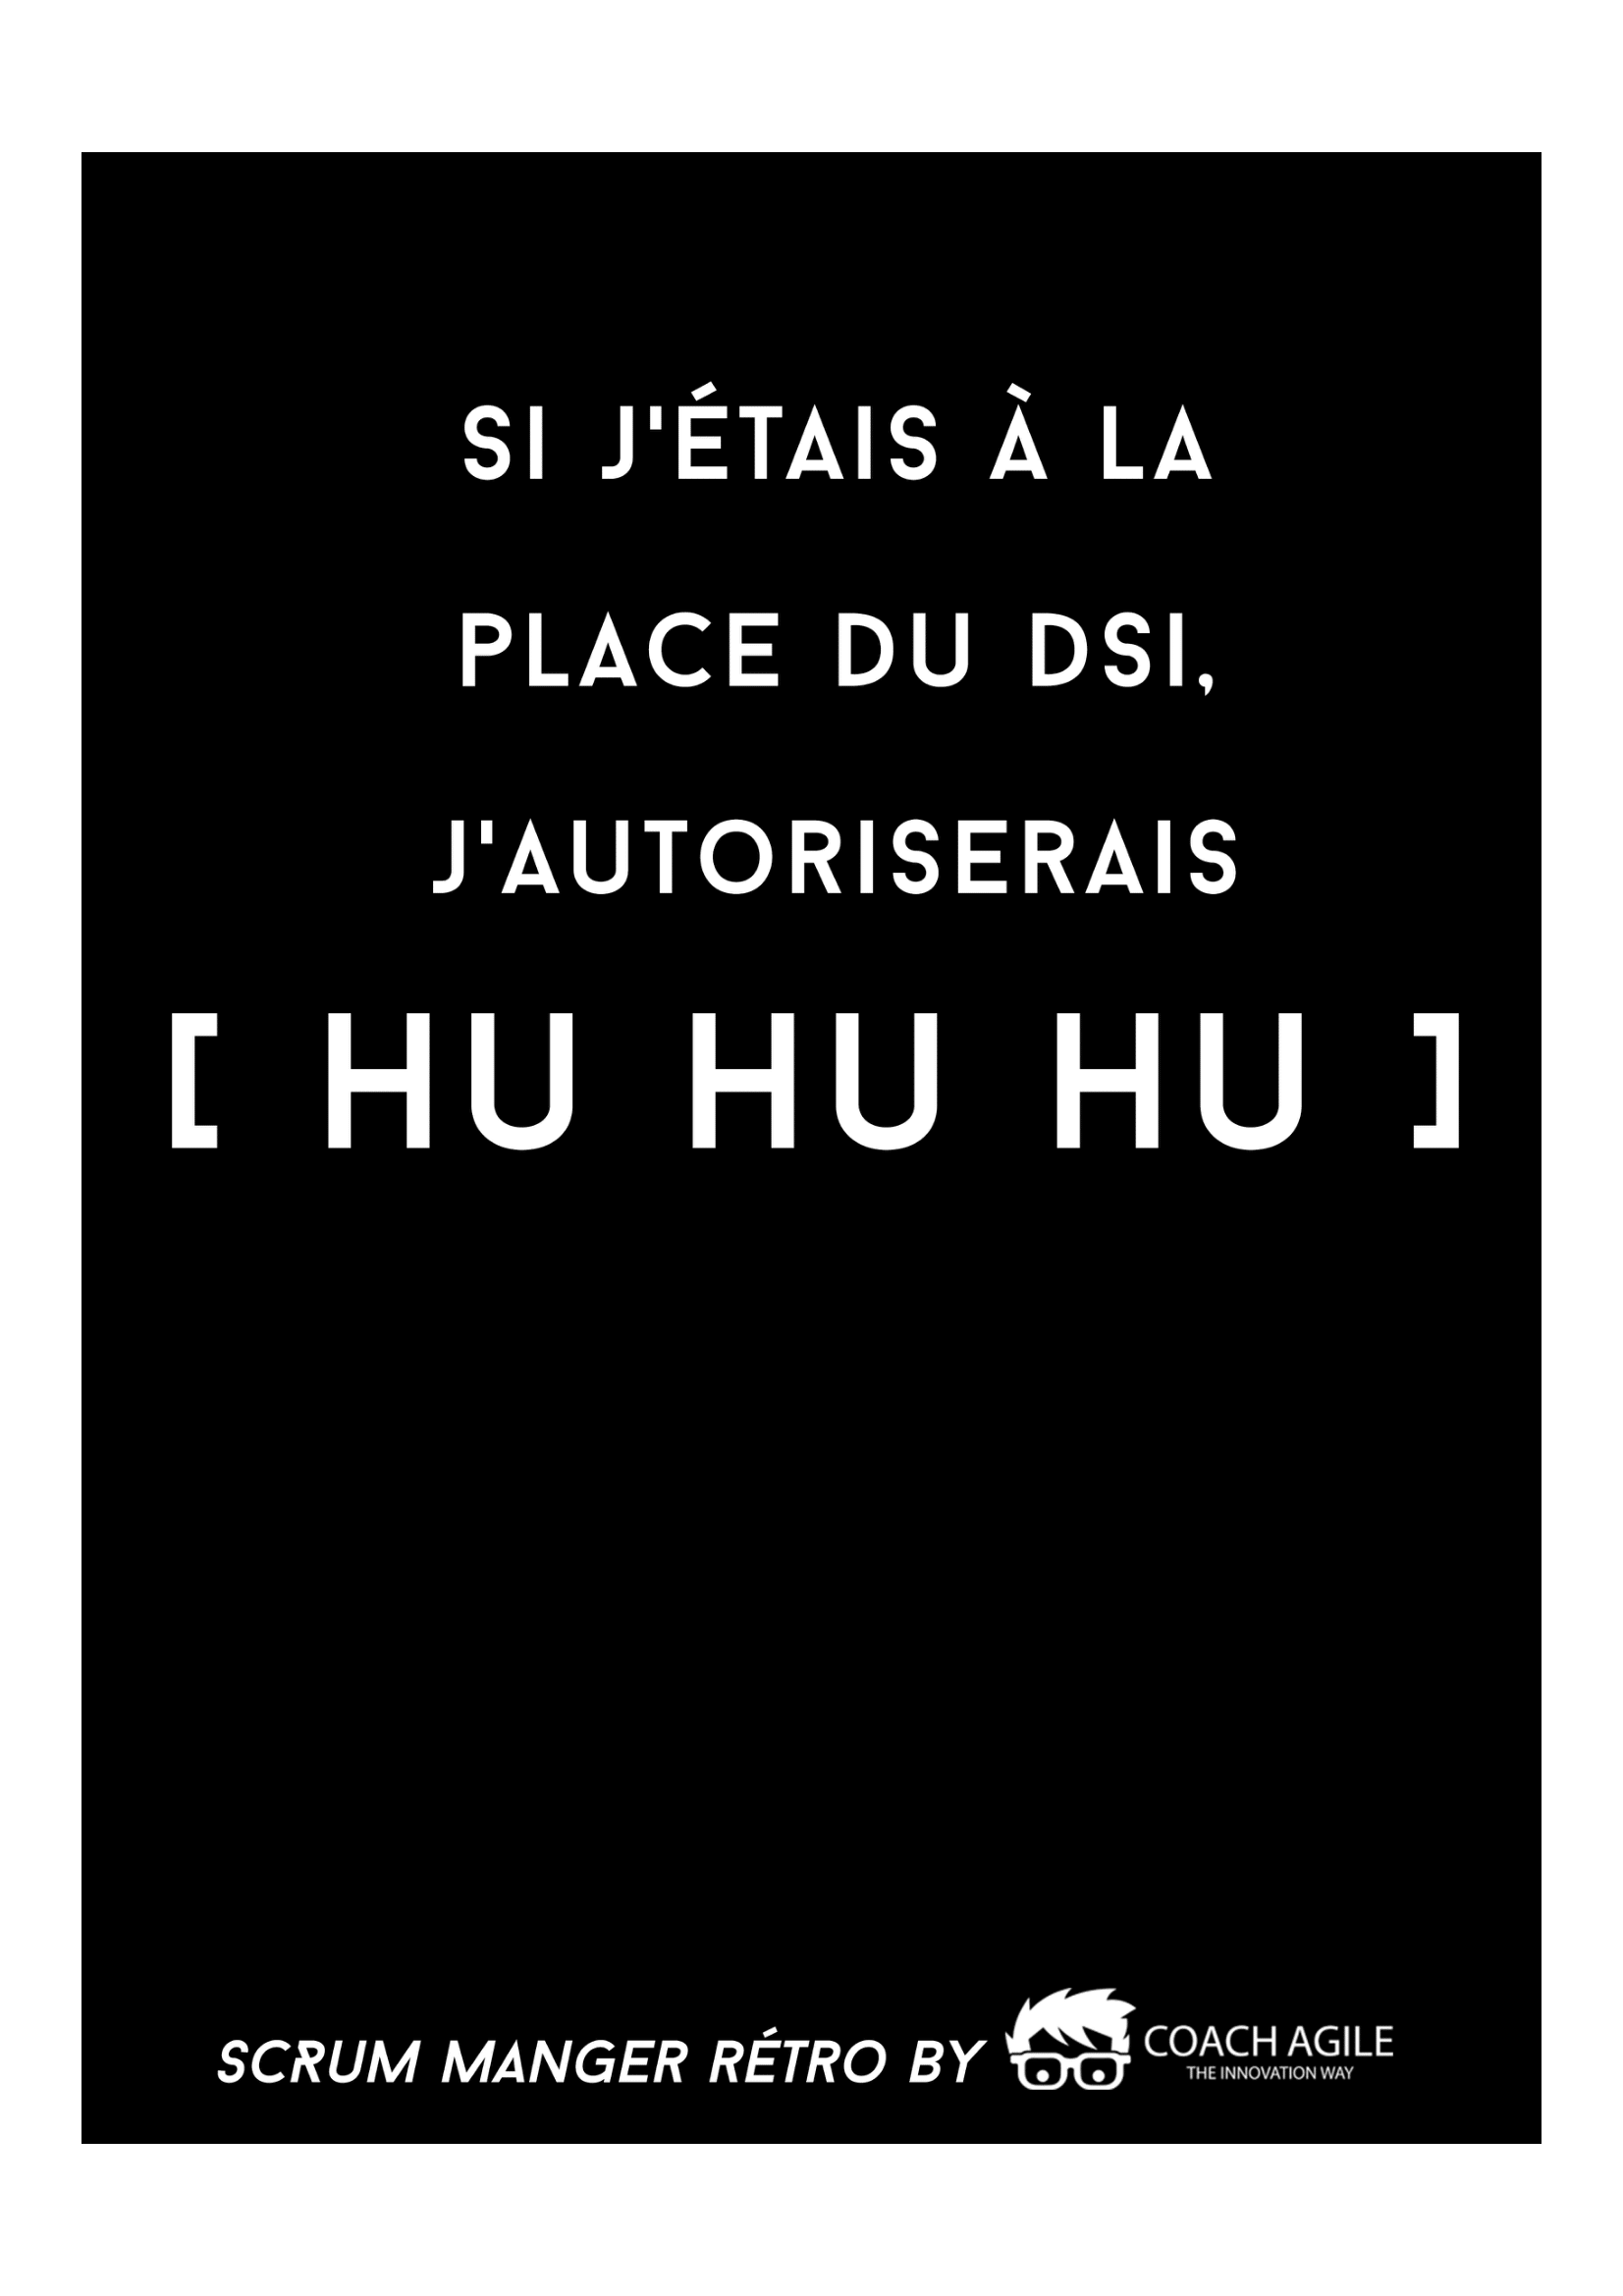 SI J'ÉTAIS À LA
PLACE DU DSI,
J'AUTORISERAIS
[ HU HU HU ]
SCRUM MANGER RÉTRO BY
COACH AGILE
THE INNOVATION WAY